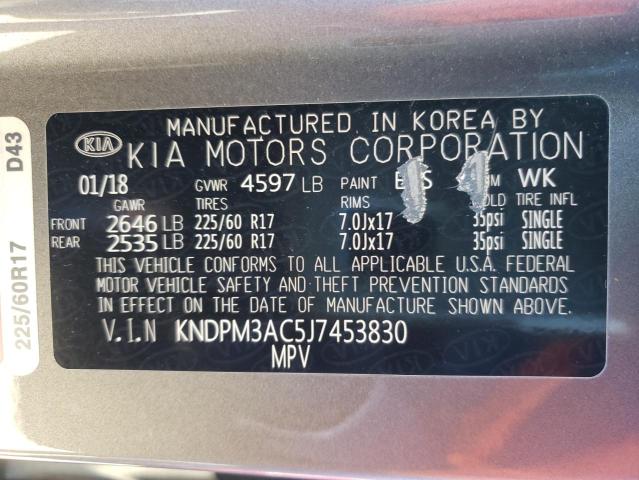 MANUFACTURED IN KOREA BY
KIA KIA MOTORS CORPORATION
01/18 GVWR 4597 LB PAINT WK
GAWR TIRES RIMS TIRE INFL
FRONT 2646 LB 225/60 R17 7.0Jx17 35psi SINGLE
REAR 2535 LB 225/60 R17 7.0Jx17 35psi SINGLE
THIS VEHICLE CONFORMS TO ALL APPLICABLE U.S.A. FEDERAL
MOTOR VEHICLE SAFETY AND THEFT PREVENTION STANDARDS
IN EFFECT ON THE DATE OF MANUFACTURE SHOWN ABOVE.
V.I.N KNDPM3AC5J7453830
MPV
225/60R17 D43